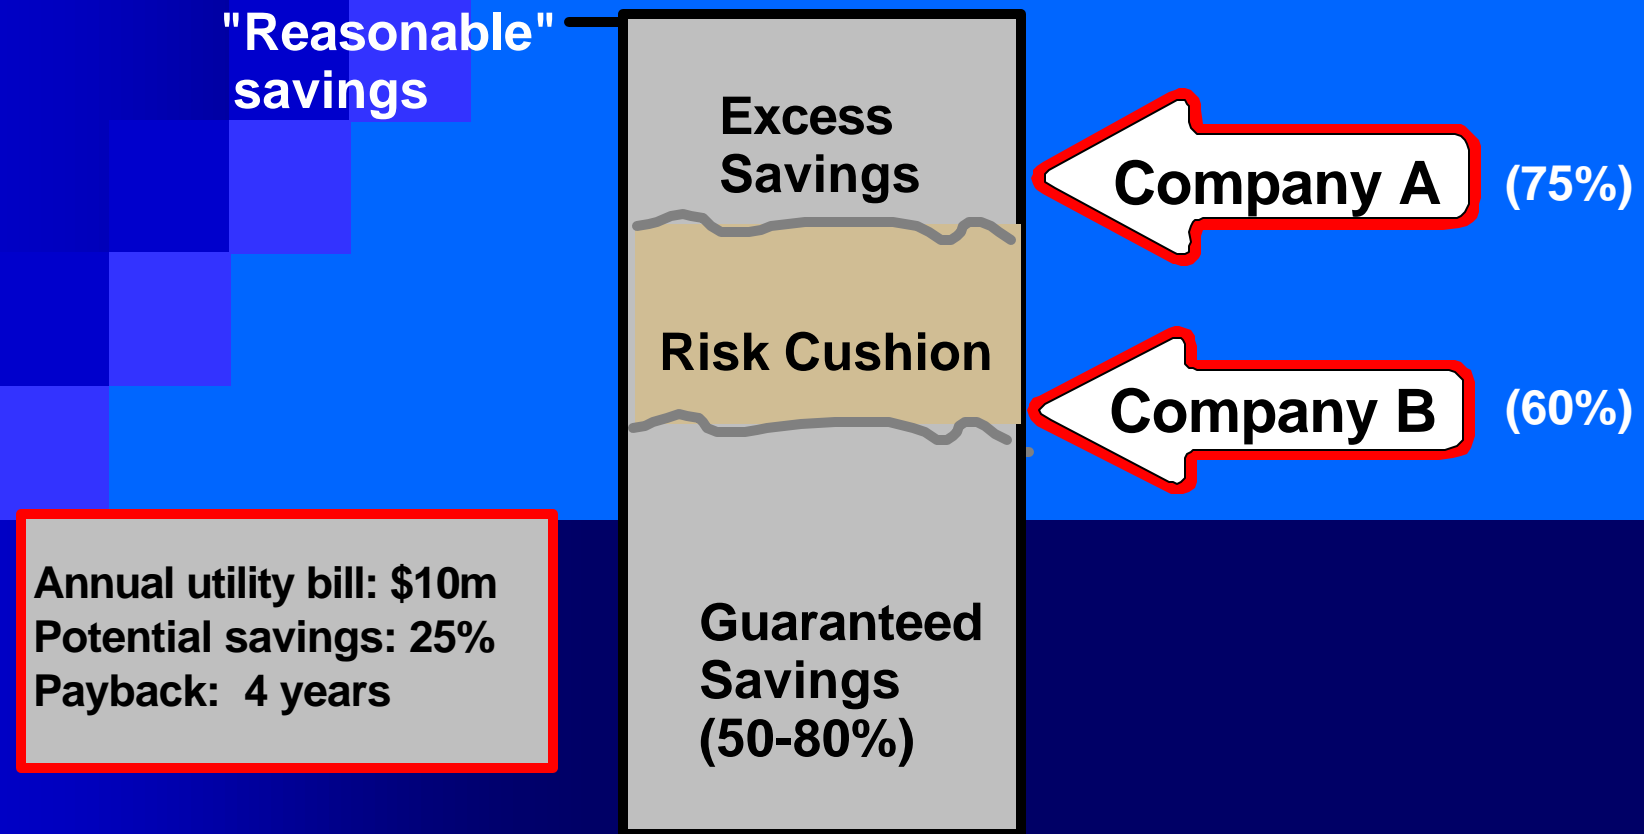 "Reasonable"
savings
Excess
Savings
Company A
(75%)
Risk Cushion
Company B
(60%)
Annual utility bill: $10m
Potential savings: 25%
Payback:  4 years
Guaranteed
Savings
(50-80%)